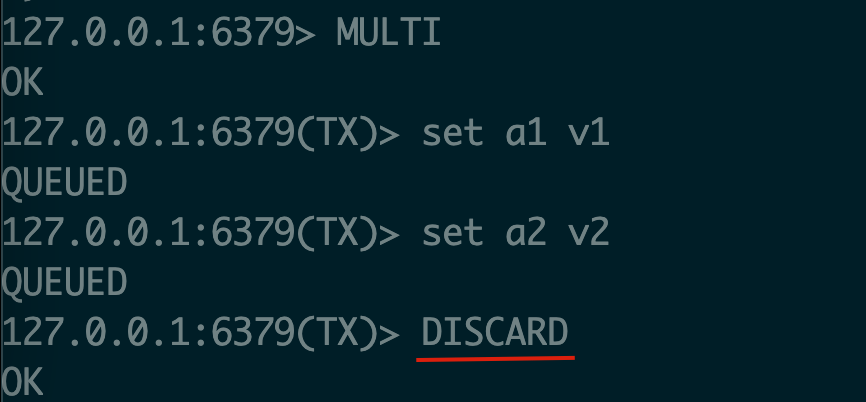 127.0.0.1:6379> MULTI
OK
127.0.0.1:6379(TX)> set a1 v1
QUEUED
127.0.0.1:6379(TX)> set a2 v2
QUEUED
127.0.0.1:6379(TX)> DISCARD
OK